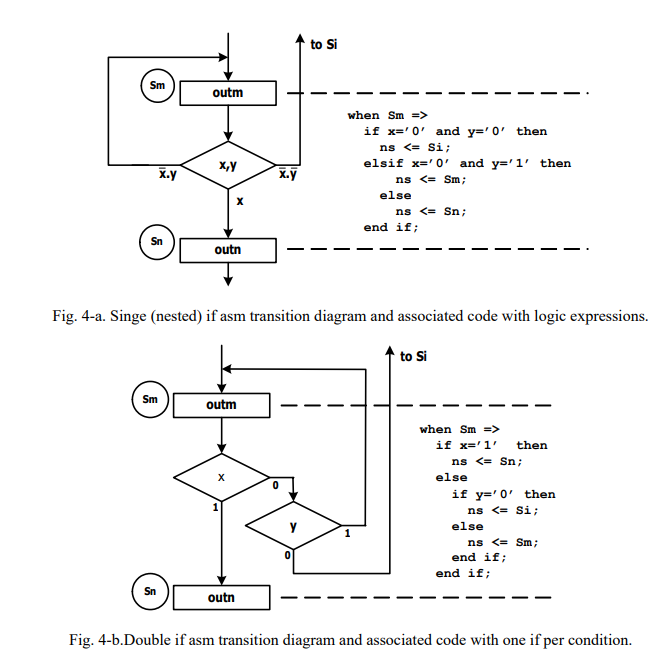 to Si
Sm
outm
when Sm =>
if x='0' and y='0' then
ns <= Si;
elsif x='0' and y='1' then
ns <= Sm;
else
ns <= Sn;
end if;
x,y
x̅.y
x̅.y̅
x
Sn
outn
Fig. 4-a. Singe (nested) if asm transition diagram and associated code with logic expressions.
to Si
Sm
outm
when Sm =>
if x='1' then
ns <= Sn;
else
if y='0' then
ns <= Si;
else
ns <= Sm;
end if;
end if;
x
0
1
y
1
0
Sn
outn
Fig. 4-b.Double if asm transition diagram and associated code with one if per condition.